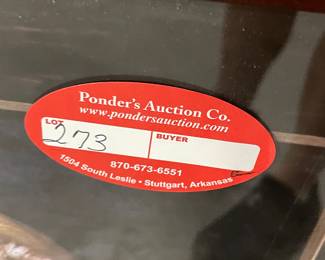 Ponder's Auction Co.
www.pondersauction.com
LOT
273
BUYER
870-673-6551
1504 South Leslie • Stuttgart, Arkansas